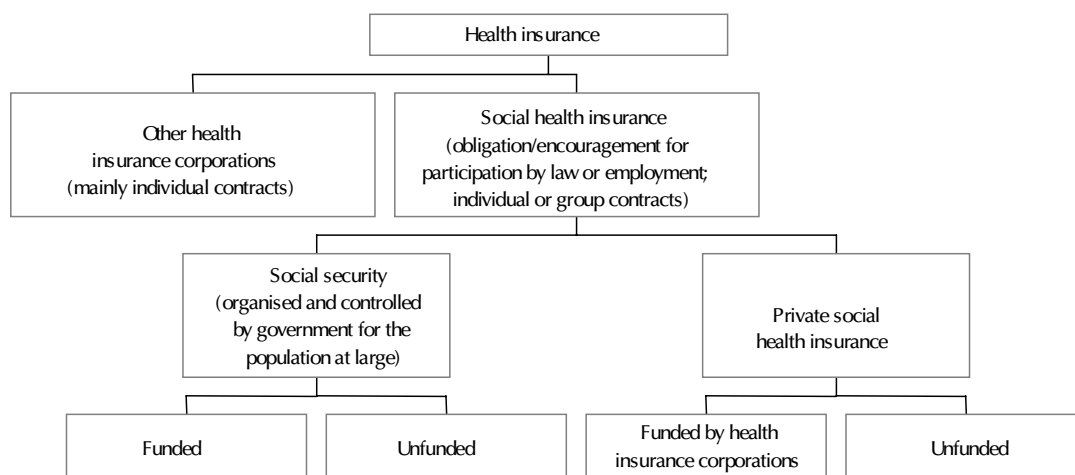 Health insurance
Other health
insurance corporations
(mainly individual contracts)
Social health insurance
(obligation/encouragement for
participation by law or employment;
individual or group contracts)
Social security
(organised and controlled
by government for the
population at large)
Private social
health insurance
Funded
Unfunded
Funded by health
insurance corporations
Unfunded